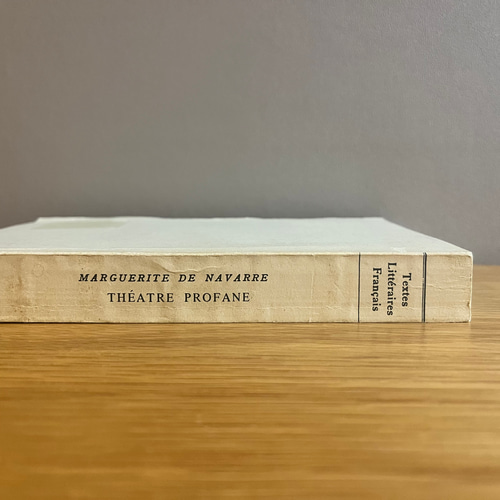 MARGUERITE DE NAVARRE
THÉATRE PROFANE
Textes
Littéraires
Français